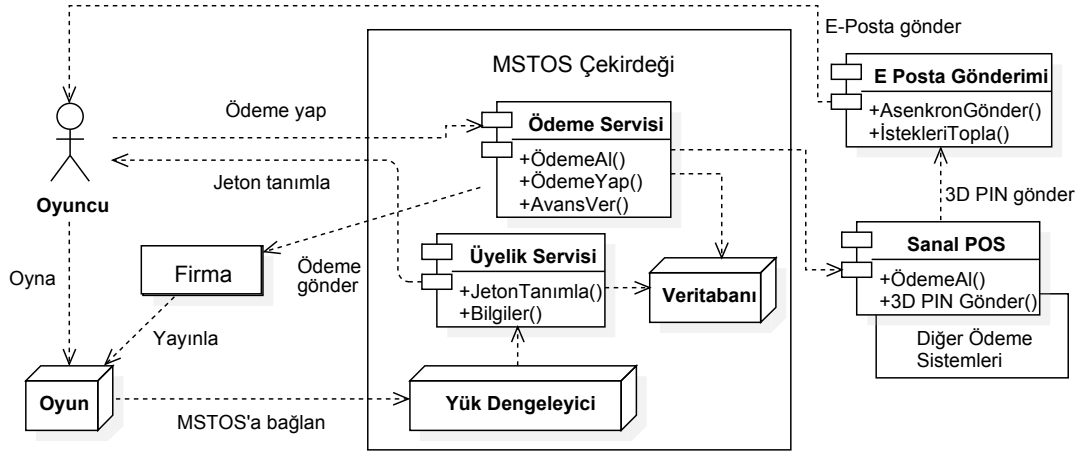 E-Posta gönder
MSTOS Çekirdeği
E Posta Gönderimi
+AsenkronGönder()
+İstekleriTopla()
Ödeme yap
Ödeme Servisi
+ÖdemeAl()
+ÖdemeYap()
+AvansVer()
Jeton tanımla
Oyuncu
3D PIN gönder
Sanal POS
+ÖdemeAl()
+3D PIN Gönder()
Diğer Ödeme
Sistemleri
Üyelik Servisi
+JetonTanımla()
+Bilgiler()
Veritabanı
Firma
Ödeme
gönder
Oyna
Yayınla
Oyun
MSTOS'a bağlan
Yük Dengeleyici